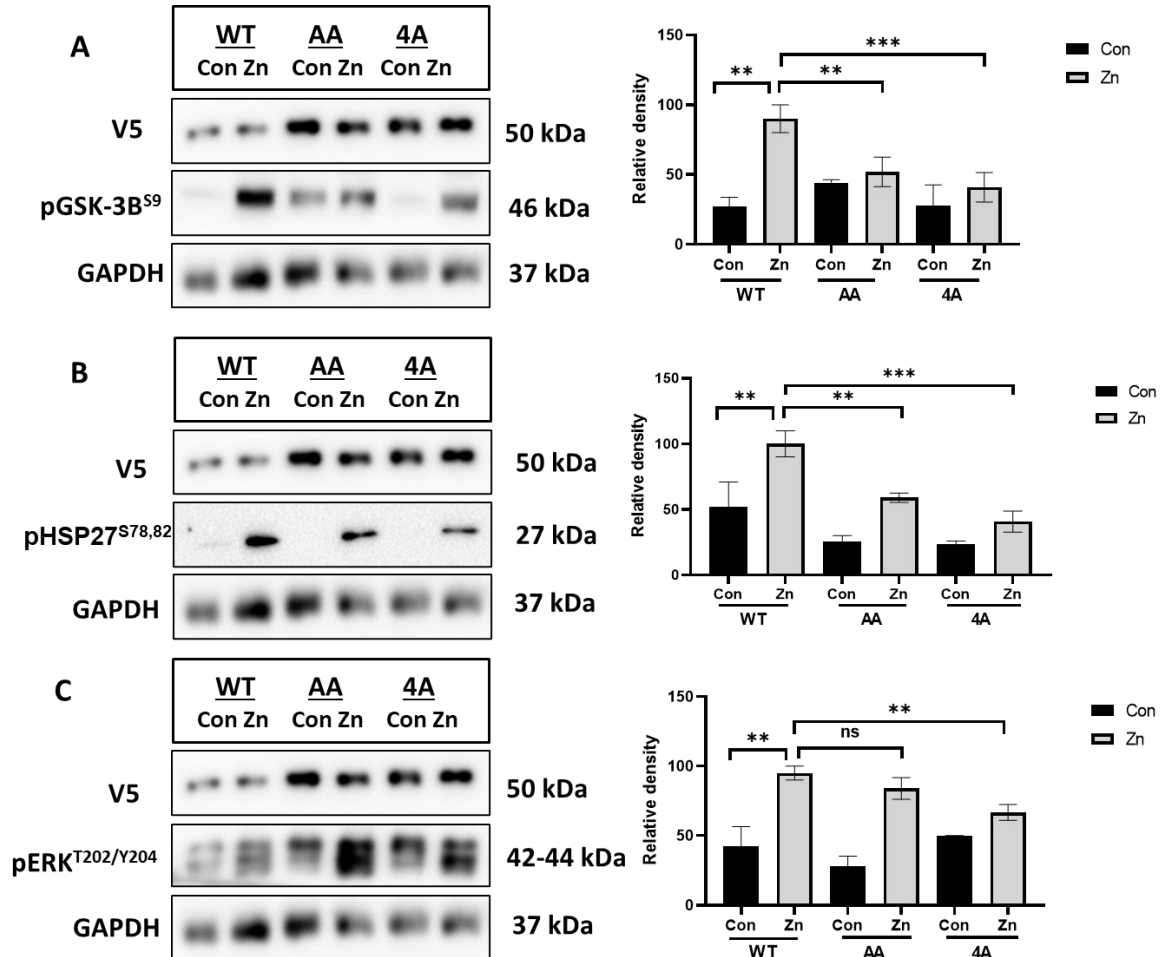 A
WT AA 4A
Con Zn Con Zn Con Zn
V5
50 kDa
pGSK-3B^S9
46 kDa
GAPDH
37 kDa
Relative density
150
100
50
0
**
**
***
Con
Zn
Con Zn Con Zn Con Zn
WT AA 4A
B
WT AA 4A
Con Zn Con Zn Con Zn
V5
50 kDa
pHSP27^S78,82
27 kDa
GAPDH
37 kDa
Relative density
150
100
50
0
**
**
***
Con
Zn
Con Zn Con Zn Con Zn
WT AA 4A
C
WT AA 4A
Con Zn Con Zn Con Zn
V5
50 kDa
pERK^T202/Y204
42-44 kDa
GAPDH
37 kDa
Relative density
150
100
50
0
**
ns
**
Con
Zn
Con Zn Con Zn Con Zn
WT AA 4A